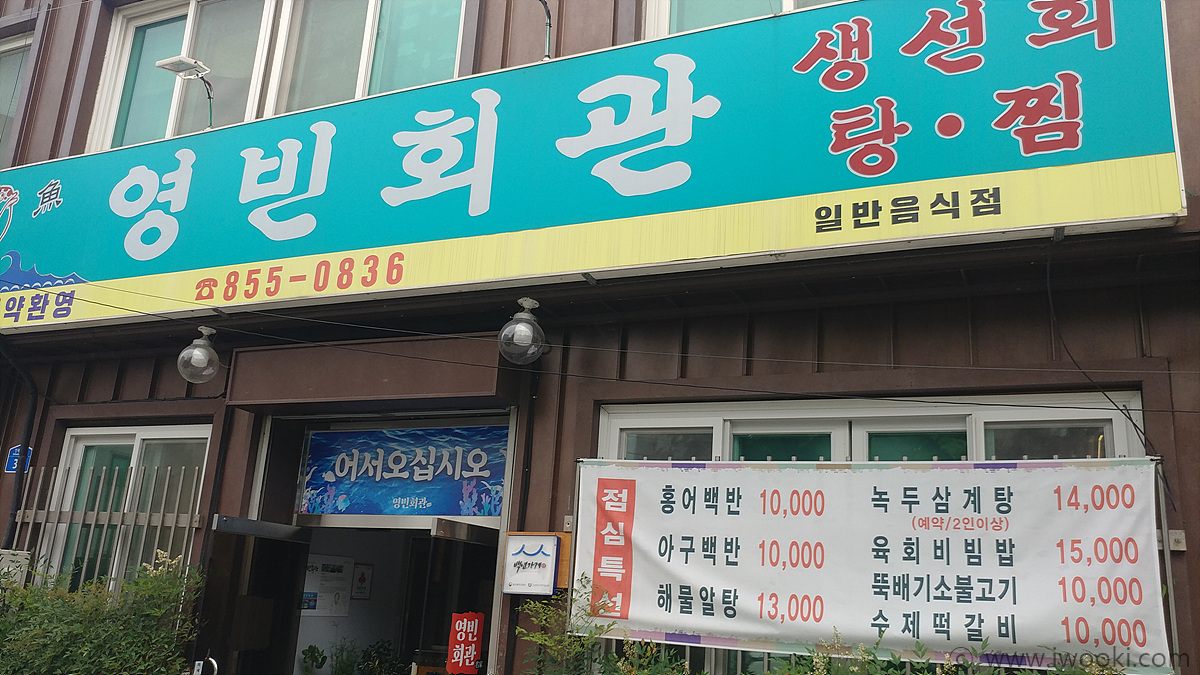 생선회
탕·찜
魚
영빈회관
일반음식점
☎855-0836
약환영
어서오십시오
영빈회관
백년가게
영빈
회관
점심특선
홍어백반 10,000
아구백반 10,000
해물알탕 13,000
녹두삼계탕 14,000
(예약/2인이상)
육회비빔밥 15,000
뚝배기소불고기 10,000
수제떡갈비 10,000
www.iwooki.com